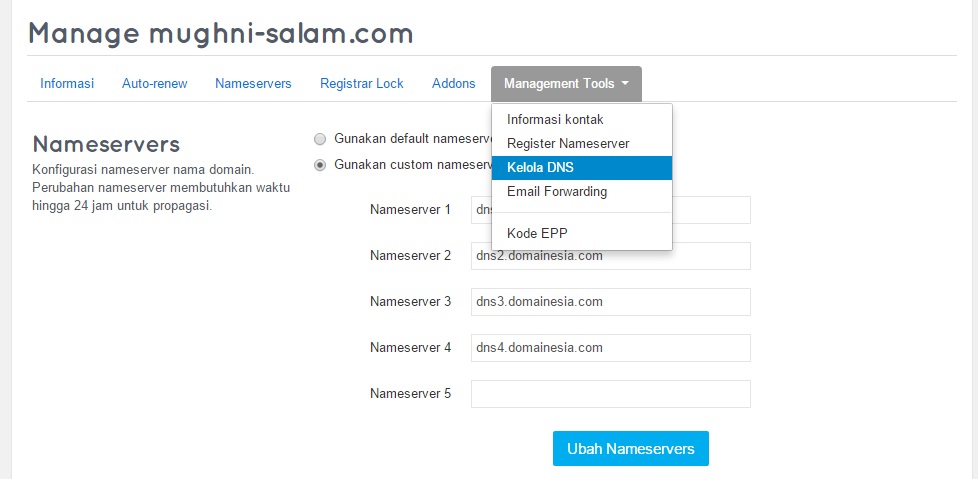 Manage mughni-salam.com
Informasi Auto-renew Nameservers Registrar Lock Addons Management Tools
Informasi kontak
Register Nameserver
Kelola DNS
Email Forwarding
Kode EPP
Nameservers
Konfigurasi nameserver nama domain.
Perubahan nameserver membutuhkan waktu
hingga 24 jam untuk propagasi.
Gunakan default
Gunakan custom
Nameserver 1
Nameserver 2 dns2.domainesia.com
Nameserver 3 dns3.domainesia.com
Nameserver 4 dns4.domainesia.com
Nameserver 5
Ubah Nameservers